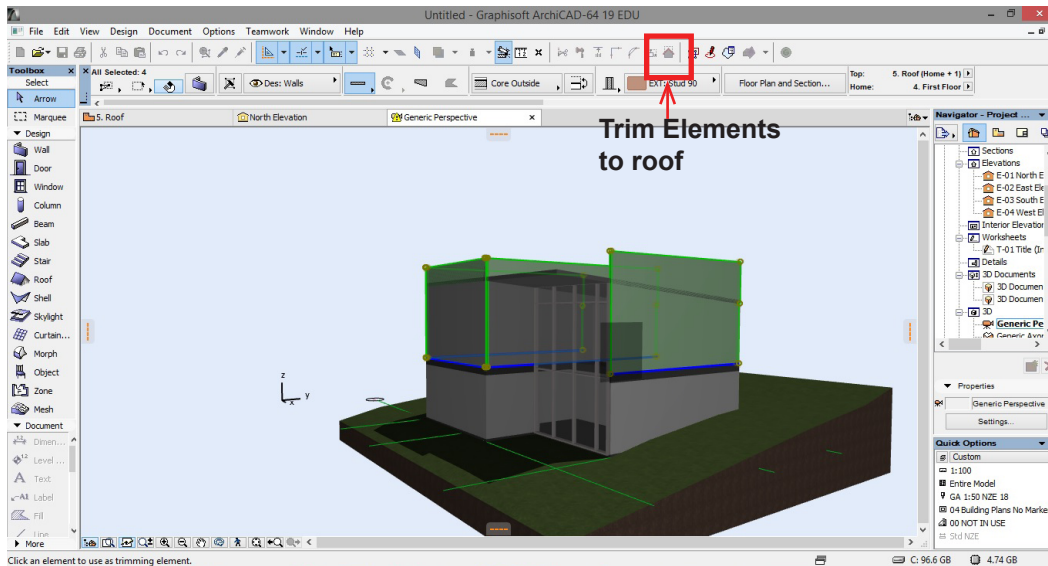 Untitled - Graphisoft ArchiCAD-64 19 EDU
File Edit View Design Document Options Teamwork Window Help
Toolbox
Select
Arrow
Marquee
Design
Wall
Door
Window
Column
Beam
Slab
Stair
Roof
Shell
Skylight
Curtain...
Morph
Object
Zone
Mesh
Document
Dimen...
Level ...
Text
A1 Label
Fill
Line
More
All Selected: 4
Des: Walls
Core Outside
EXT Stud 90
Floor Plan and Section...
Top: 5. Roof (Home + 1)
Home: 4. First Floor
5. Roof
North Elevation
Generic Perspective
Trim Elements
to roof
z
y
x
Navigator - Project ...
Sections
Elevations
E-01 North E
E-02 East Ele
E-03 South E
E-04 West El
Interior Elevation
Worksheets
T-01 Title (Ir
Details
3D Documents
3D Documen
3D Documen
3D
Generic Pe
Generic Axor
Properties
Generic Perspective
Settings...
Quick Options
Custom
1:100
Entire Model
GA 1:50 NZE 18
04 Building Plans No Marke
00 NOT IN USE
Std NZE
Click an element to use as trimming element.
C: 96.6 GB
4.74 GB